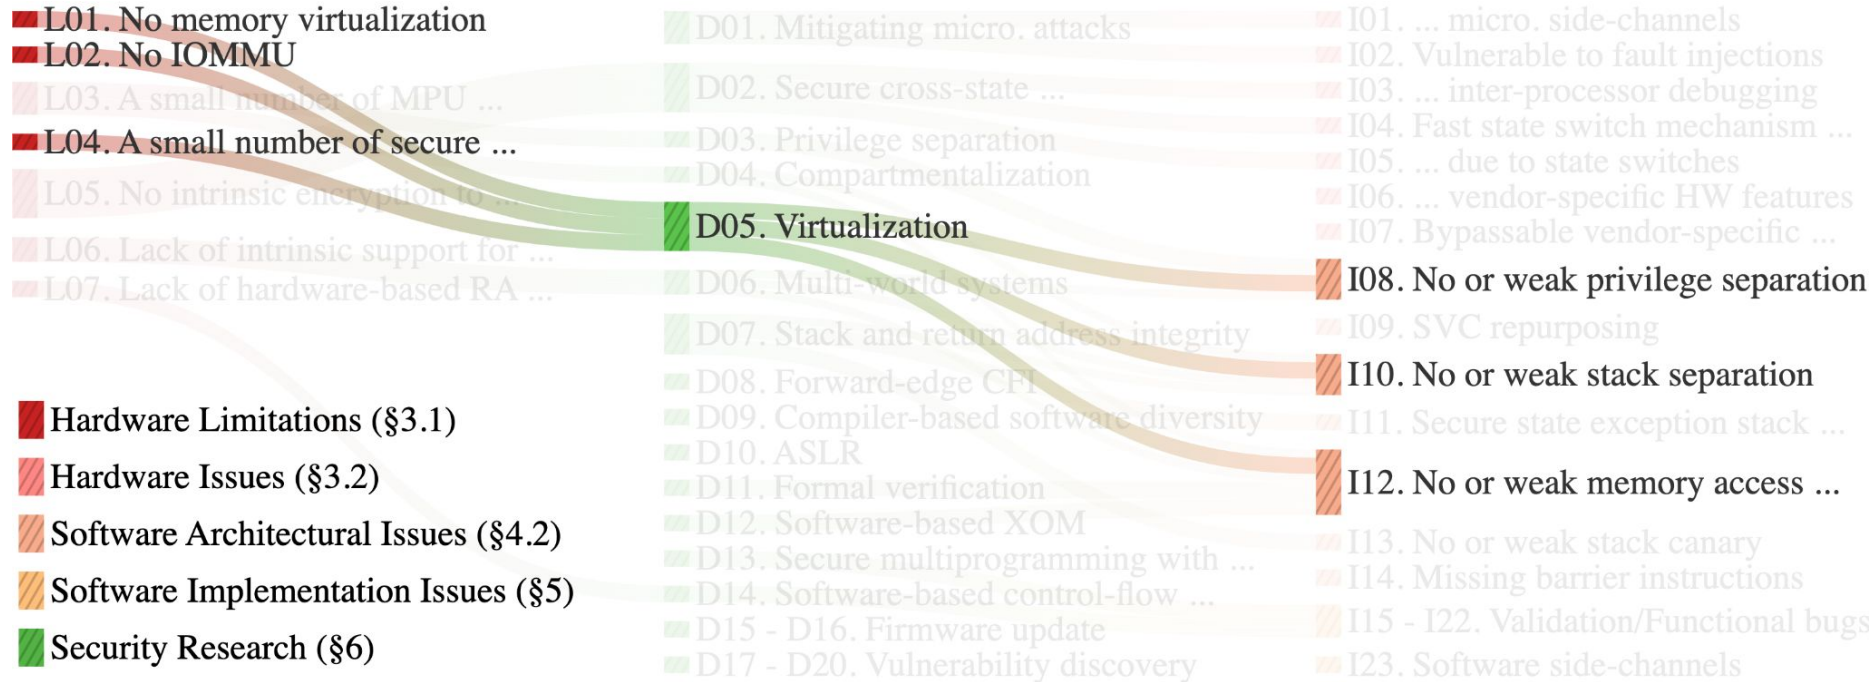 L01. No memory virtualization
L02. No IOMMU
L03. A small number of MPU ...
L04. A small number of secure ...
L05. No intrinsic encryption to ...
L06. Lack of intrinsic support for ...
L07. Lack of hardware-based RA ...
Hardware Limitations (§3.1)
Hardware Issues (§3.2)
Software Architectural Issues (§4.2)
Software Implementation Issues (§5)
Security Research (§6)
D01. Mitigating micro. attacks
D02. Secure cross-state ...
D03. Privilege separation
D04. Compartmentalization
D05. Virtualization
D06. Multi-world systems
D07. Stack and return address integrity
D08. Forward-edge CFI
D09. Compiler-based software diversity
D10. ASLR
D11. Formal verification
D12. Software-based XOM
D13. Secure multiprogramming with ...
D14. Software-based control-flow ...
D15 - D16. Firmware update
D17 - D20. Vulnerability discovery
I01. ... micro. side-channels
I02. Vulnerable to fault injections
I03. ... inter-processor debugging
I04. Fast state switch mechanism ...
I05. ... due to state switches
I06. ... vendor-specific HW features
I07. Bypassable vendor-specific ...
I08. No or weak privilege separation
I09. SVC repurposing
I10. No or weak stack separation
I11. Secure state exception stack ...
I12. No or weak memory access ...
I13. No or weak stack canary
I14. Missing barrier instructions
I15 - I22. Validation/Functional bugs
I23. Software side-channels